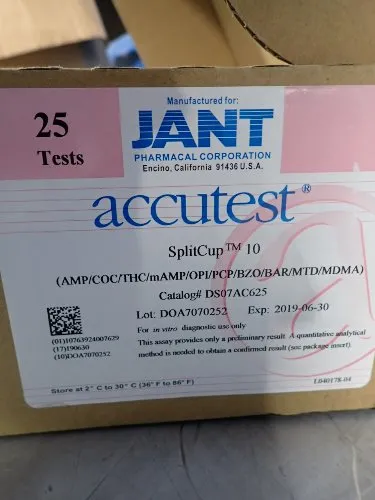 25
Tests
Manufactured for:
JANT
PHARMACAL CORPORATION
Encino, California 91436 U.S.A.
accutest®
SplitCup™ 10
(AMP/COC/THC/mAMP/OPI/PCP/BZO/BAR/MTD/MDMA)
Catalog# DS07AC625
Lot: DOA7070252 Exp: 2019-06-30
(01)10763924007629
(17)190630
(10)DOA7070252
For in vitro diagnostic use only
This assay provides only a preliminary result A quantitative analytical
method is needed to obtain a confirmed result (see package insert).
Store at 2° C to 30° C (36° F to 86° F)
L040178-04